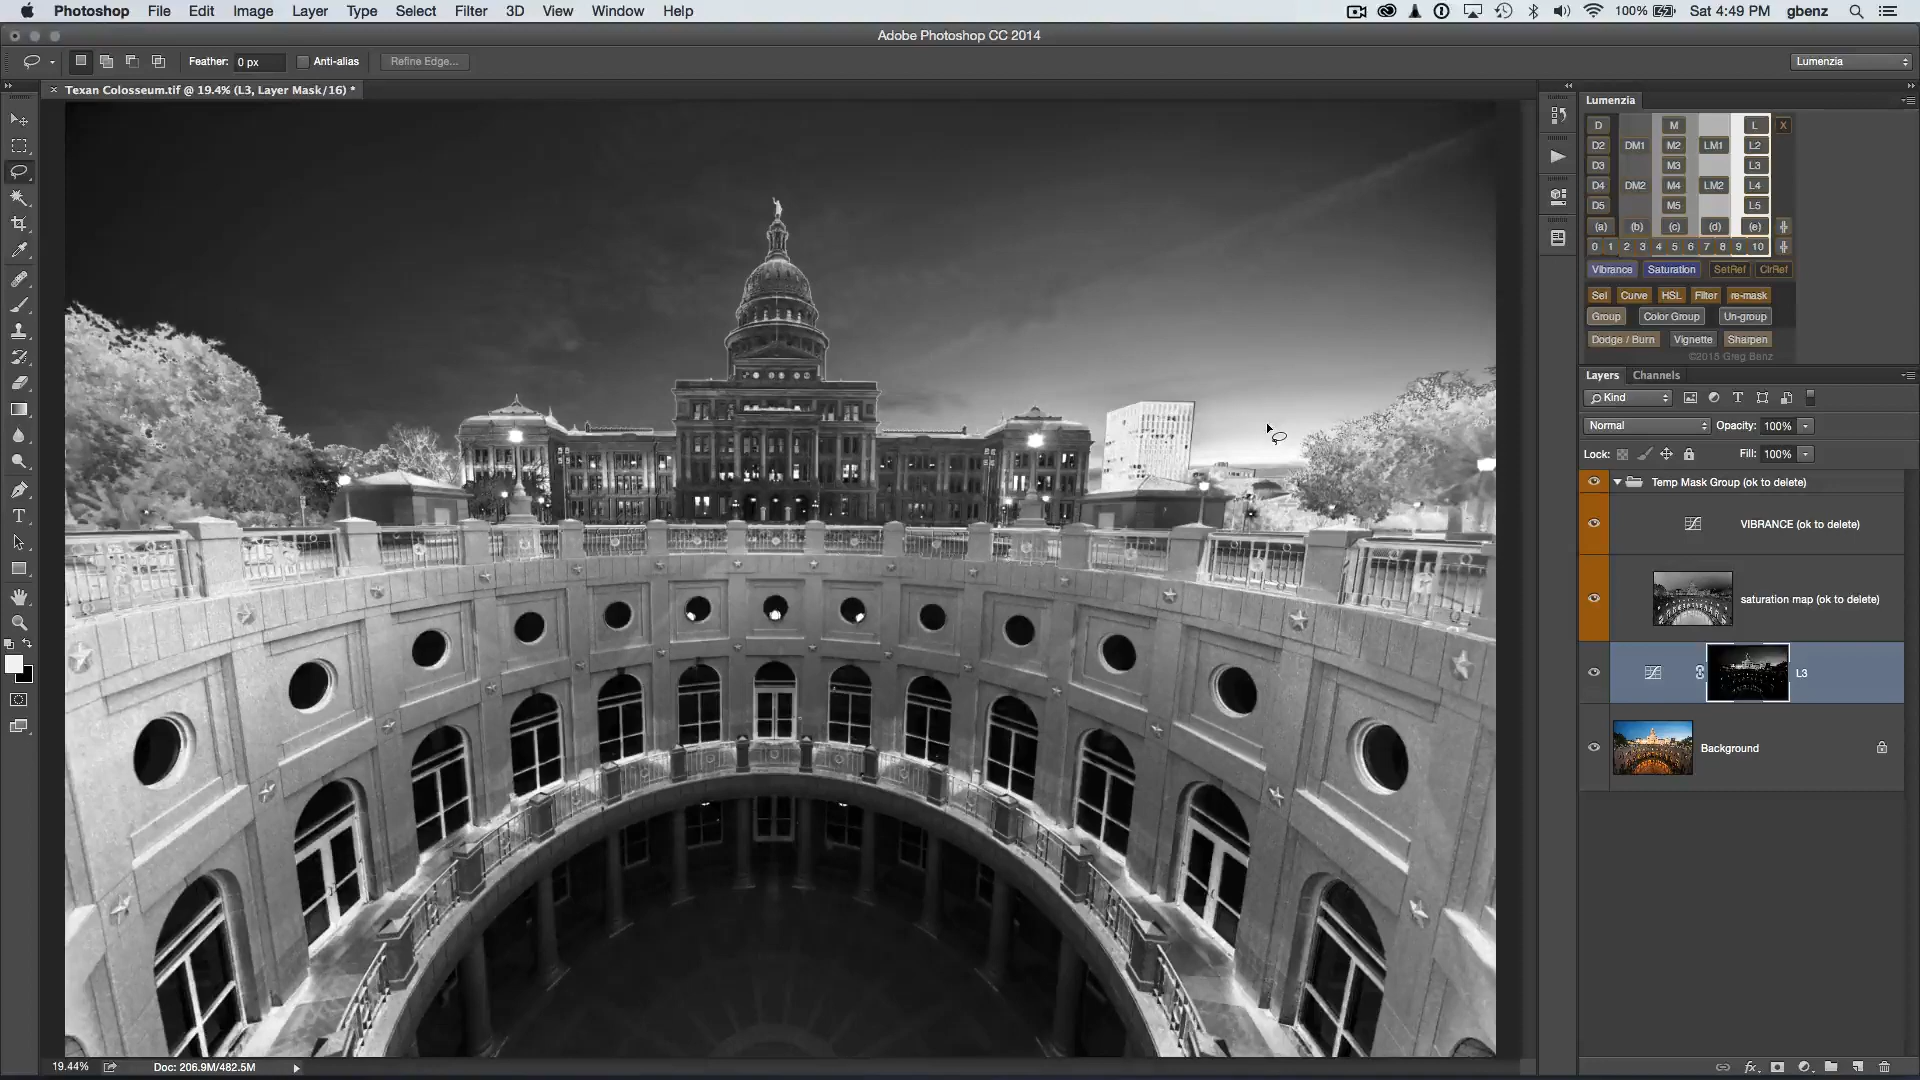 Photoshop File Edit Image Layer Type Select Filter 3D View Window Help 100% Sat 4:49 PM gbenz
Adobe Photoshop CC 2014
Feather: 0 px Anti-alias Refine Edge... Lumenzia
× Texan Colosseum.tif @ 19.4% (L3, Layer Mask/16) *
Lumenzia
D M L X
D2 DM1 M2 LM1 L2
D3 M3 L3
D4 DM2 M4 LM2 L4
D5 M5 L5
(a) (b) (c) (d) (e)
0 1 2 3 4 5 6 7 8 9 10
Vibrance Saturation SetRef ClrRef
Sel Curve HSL Filter re-mask
Group Color Group Un-group
Dodge / Burn Vignette Sharpen
©2018 Greg Benz
Layers Channels
Kind
Normal Opacity: 100%
Lock: Fill: 100%
Temp Mask Group (ok to delete)
VIBRANCE (ok to delete)
saturation map (ok to delete)
L3
Background
19.44% Doc: 206.9M/482.5M
fx